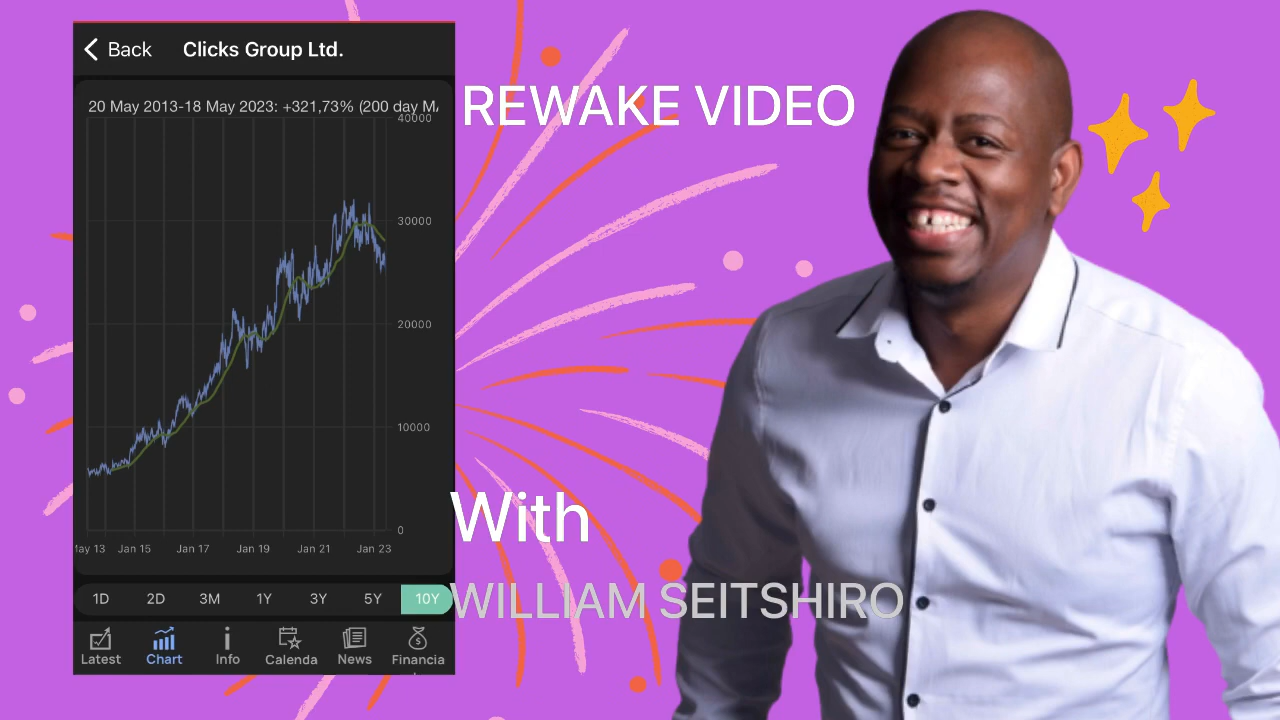 Back Clicks Group Ltd.
20 May 2013-18 May 2023: +321,73% (200 day
40000
30000
20000
10000
0
Jan 15 Jan 17 Jan 19 Jan 21 Jan 23
1D 2D 3M 1Y 3Y 5Y 10Y
Latest Chart Info Calenda News Financia
REWAKE VIDEO
With
WILLIAM SEITSHIRO